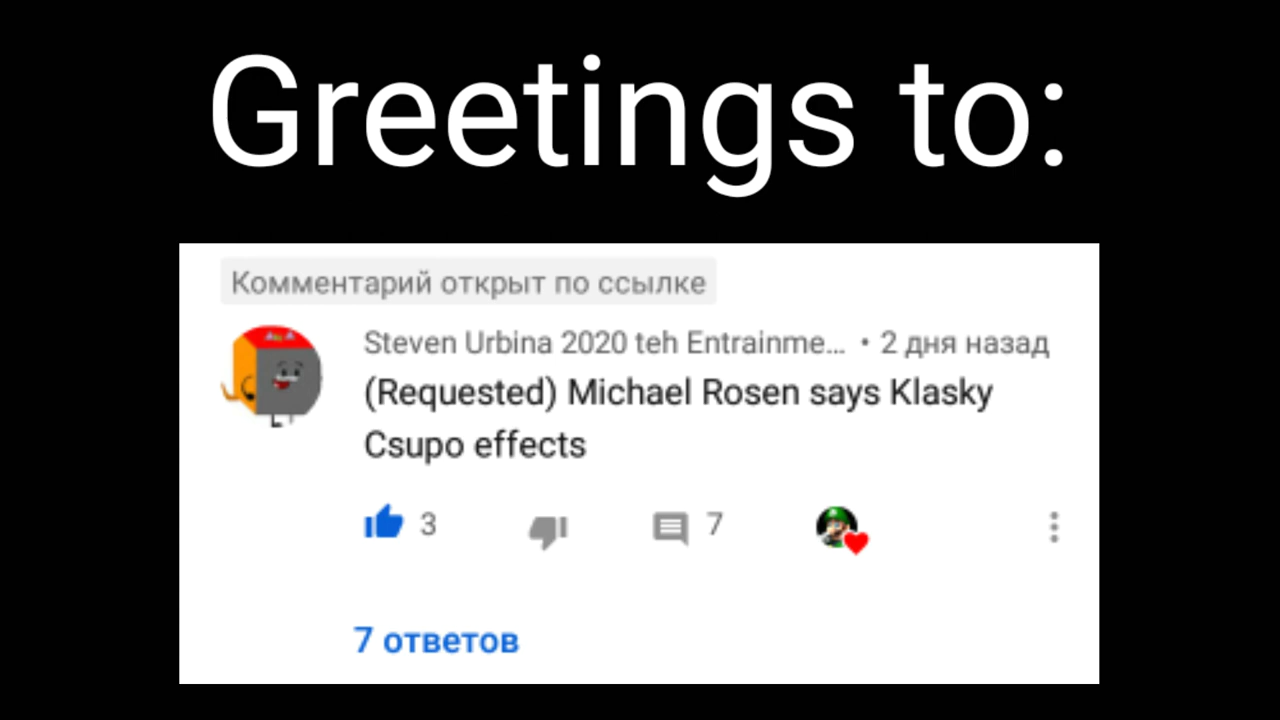 Greetings to:
Комментарий открыт по ссылке
Steven Urbina 2020 teh Entrainme... • 2 дня назад
(Requested) Michael Rosen says Klasky
Csupo effects
3 7
7 ответов